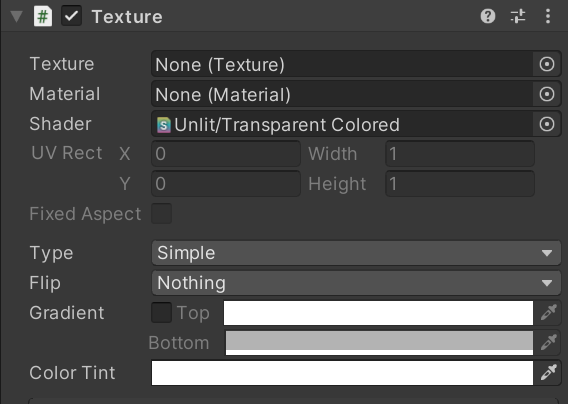 Texture
Texture None (Texture)
Material None (Material)
Shader Unlit/Transparent Colored
UV Rect X 0 Width 1
Y 0 Height 1
Fixed Aspect
Type Simple
Flip Nothing
Gradient Top
Bottom
Color Tint